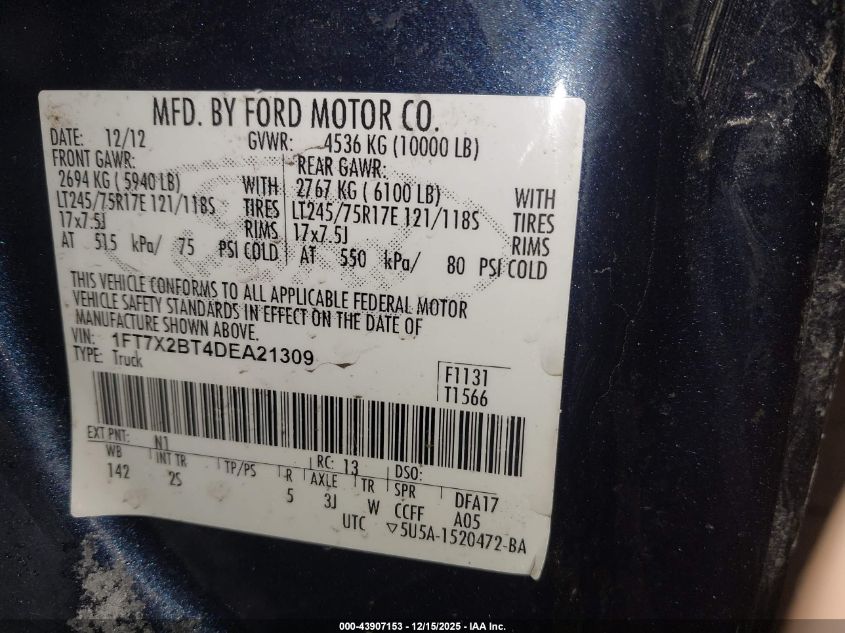 MFD. BY FORD MOTOR CO.
DATE: 12/12 GVWR: 4536 KG (10000 LB)
FRONT GAWR: REAR GAWR:
2694 KG ( 5940 LB) WITH 2767 KG ( 6100 LB) WITH
LT245/75R17E 121/118S TIRES LT245/75R17E 121/118S TIRES
17x7.5J RIMS 17x7.5J RIMS
AT 515 kPa/ 75 PSI COLD AT 550 kPa/ 80 PSI COLD
THIS VEHICLE CONFORMS TO ALL APPLICABLE FEDERAL MOTOR
VEHICLE SAFETY STANDARDS IN EFFECT ON THE DATE OF
MANUFACTURE SHOWN ABOVE.
VIN: 1FT7X2BT4DEA21309
TYPE: Truck
F1131
T1566
EXT PNT: N1 RC: 13 DSO:
WB INT TR TP/PS R AXLE TR SPR DFA17
142 2S 5 3J W CCFF A05
UTC ▽5U5A-1520472-BA
000-43907153 - 12/15/2025 - IAA Inc.